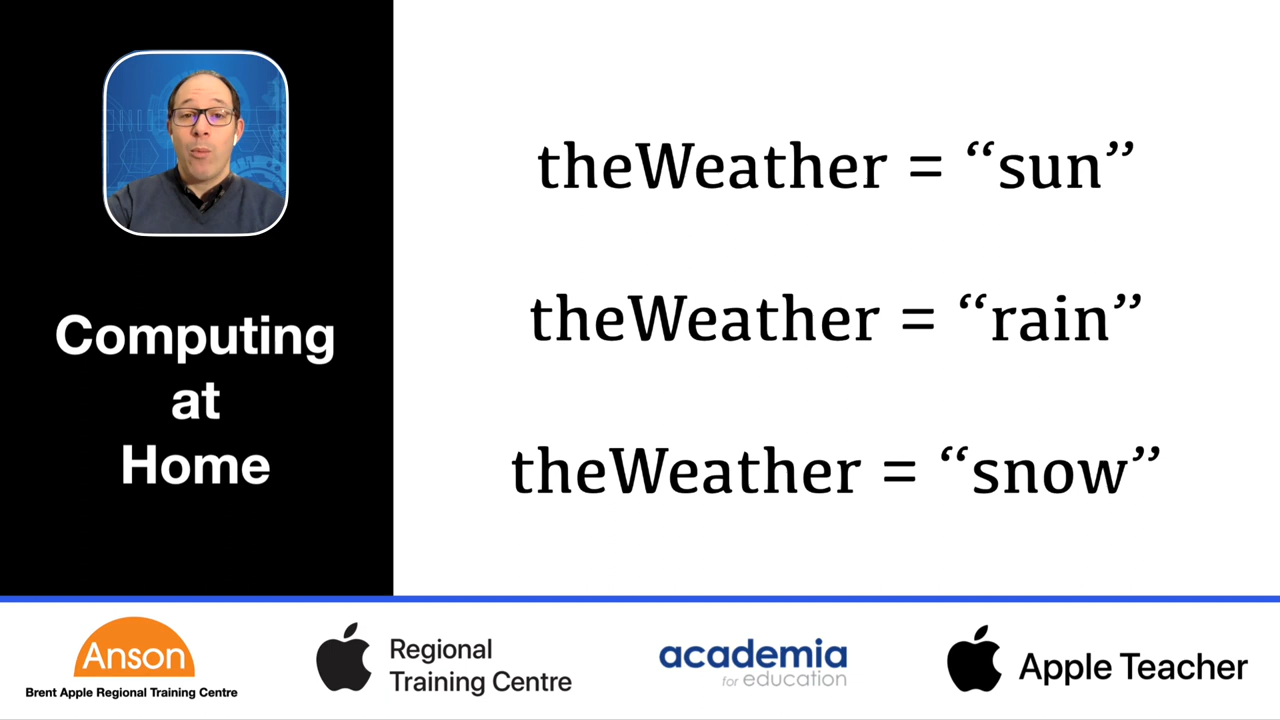 Computing
at
Home
theWeather = “sun”
theWeather = “rain”
theWeather = “snow”
Anson
Brent Apple Regional Training Centre
Regional
Training Centre
academia
for education
Apple Teacher